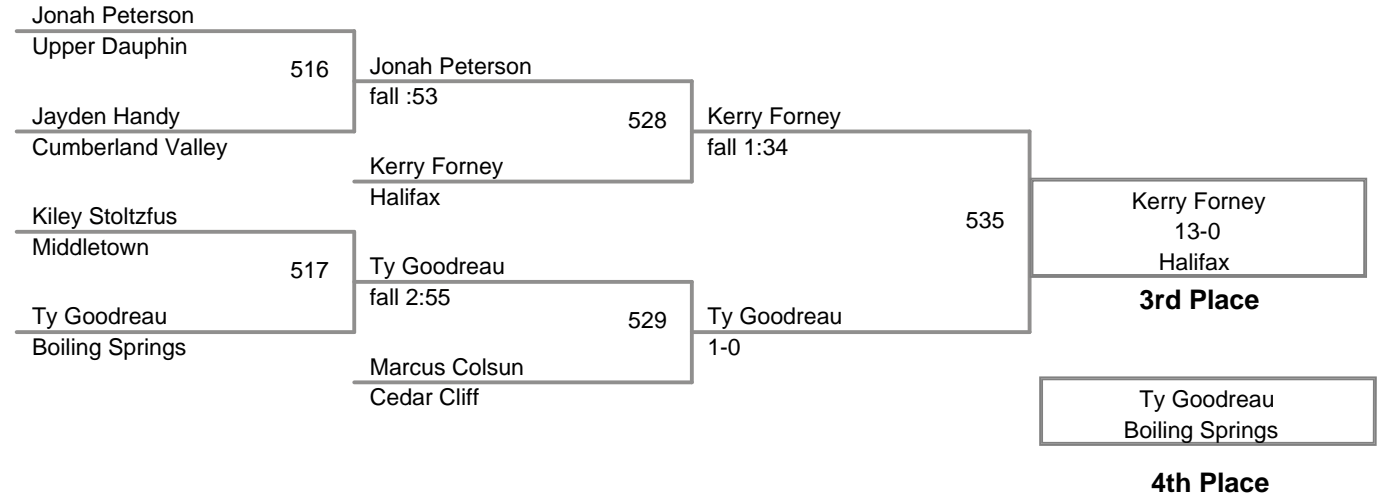 Jonah Peterson
Upper Dauphin
516
Jayden Handy
Cumberland Valley
Kiley Stoltzfus
Middletown
517
Ty Goodreau
Boiling Springs
Jonah Peterson
fall :53
528
Kerry Forney
Halifax
Ty Goodreau
fall 2:55
529
Marcus Colsun
Cedar Cliff
Kerry Forney
fall 1:34
535
Ty Goodreau
1-0
Kerry Forney
13-0
Halifax
3rd Place
Ty Goodreau
Boiling Springs
4th Place